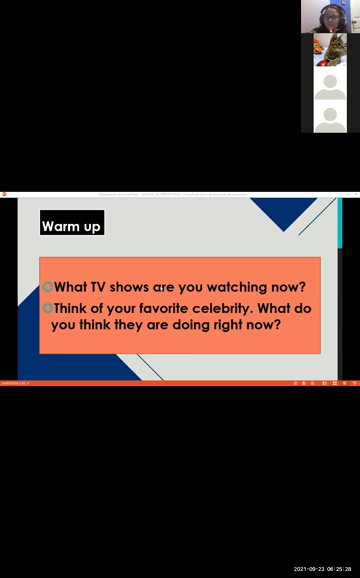 Warm up
What TV shows are you watching now?
Think of your favorite celebrity. What do
you think they are doing right now?
2021-09-23 06:25:28